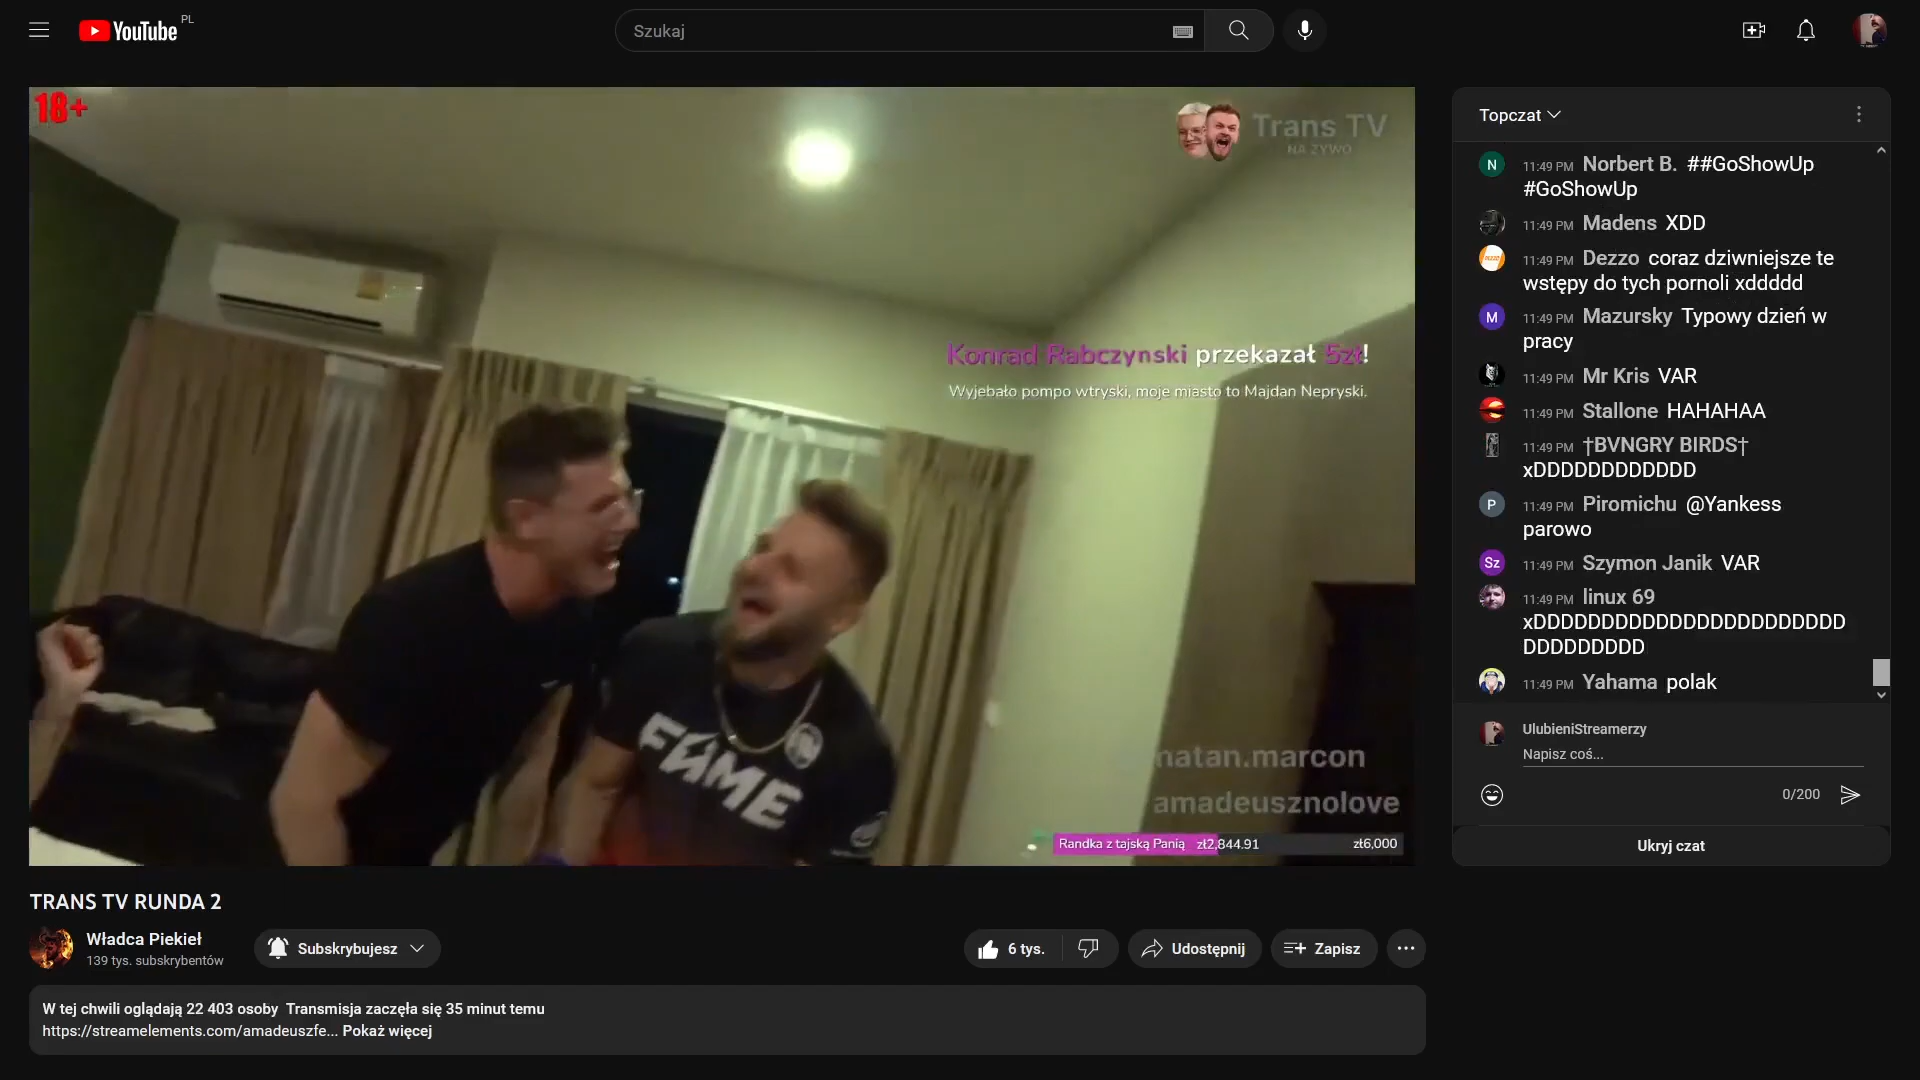 YouTube PL
Szukaj
18+
Trans TV
NA ŻYWO
Konrad Rabczynski przekazał 5zł!
Wyjebało pompo wtryski, moje miasto to Majdan Nepryski.
FAME
natan.marcon
amadeusznolove
Randka z tajską Panią zł2,844.91 zł6,000
TRANS TV RUNDA 2
Władca Piekieł
139 tys. subskrybentów
Subskrybujesz
6 tys.
Udostępnij
Zapisz
W tej chwili oglądają 22 403 osoby Transmisja zaczęła się 35 minut temu
https://streamelements.com/amadeuszfe... Pokaż więcej
Topczat
N 11:49 PM Norbert B. ##GoShowUp
#GoShowUp
11:49 PM Madens XDD
11:49 PM Dezzo coraz dziwniejsze te
wstępy do tych pornoli xddddd
M 11:49 PM Mazursky Typowy dzień w
pracy
11:49 PM Mr Kris VAR
11:49 PM Stallone HAHAHAA
11:49 PM †BVNGRY BIRDS†
xDDDDDDDDDDDD
P 11:49 PM Piromichu @Yankess
parowo
Sz 11:49 PM Szymon Janik VAR
11:49 PM linux 69
xDDDDDDDDDDDDDDDDDDDDDDD
DDDDDDDDD
11:49 PM Yahama polak
UlubieniStreamerzy
Napisz coś...
0/200
Ukryj czat